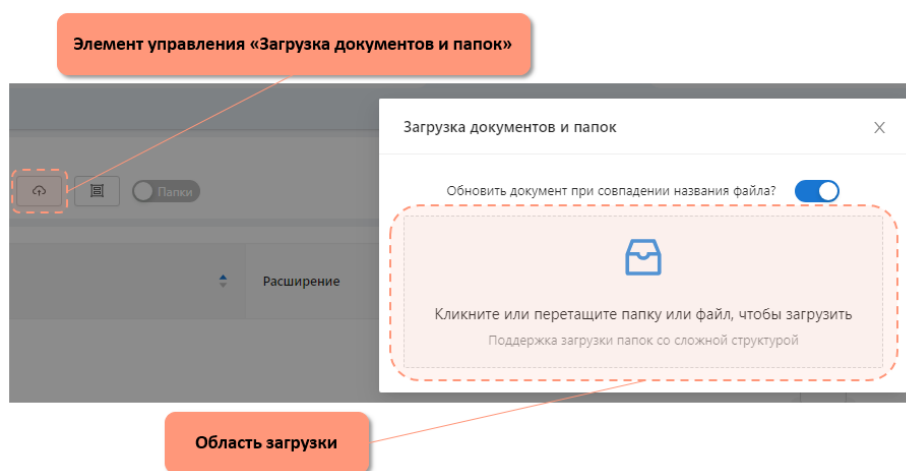 Элемент управления «Загрузка документов и папок»
Загрузка документов и папок
Обновить документ при совпадении названия файла?
Папки
Расширение
Кликните или перетащите папку или файл, чтобы загрузить
Поддержка загрузки папок со сложной структурой
Область загрузки